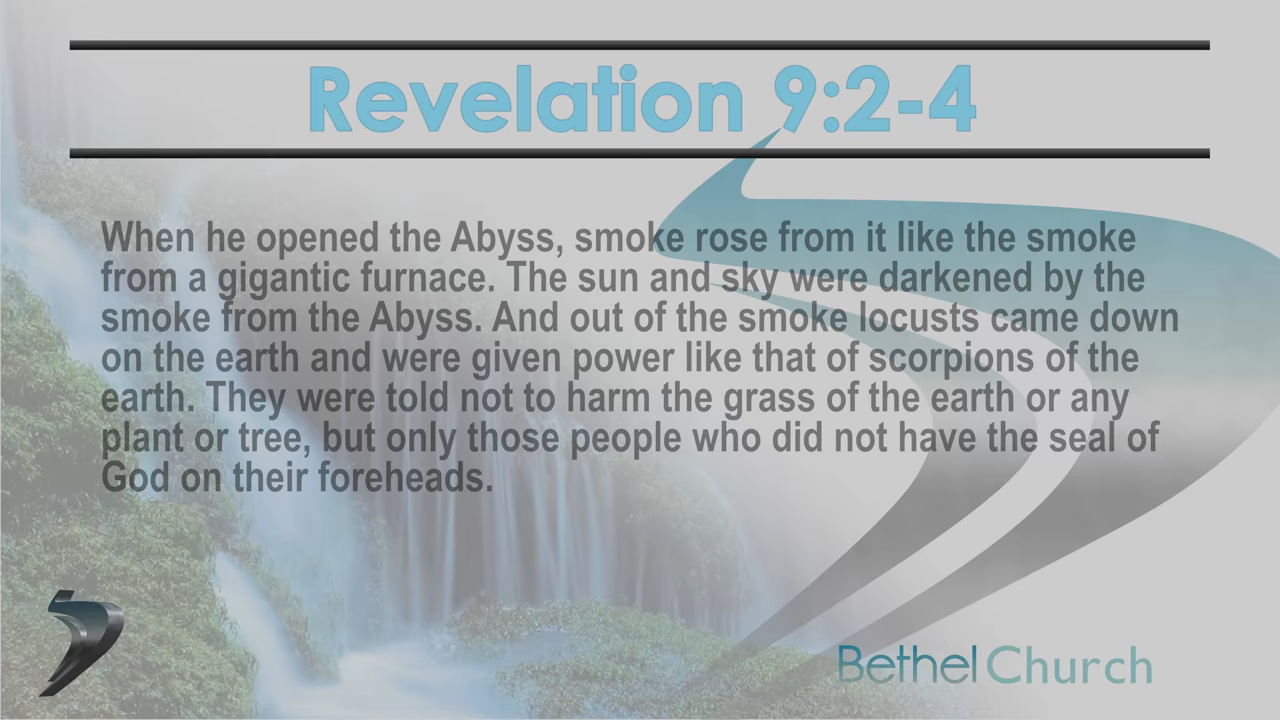 Revelation 9:2-4
When he opened the Abyss, smoke rose from it like the smoke
from a gigantic furnace. The sun and sky were darkened by the
smoke from the Abyss. And out of the smoke locusts came down
on the earth and were given power like that of scorpions of the
earth. They were told not to harm the grass of the earth or any
plant or tree, but only those people who did not have the seal of
God on their foreheads.
Bethel Church